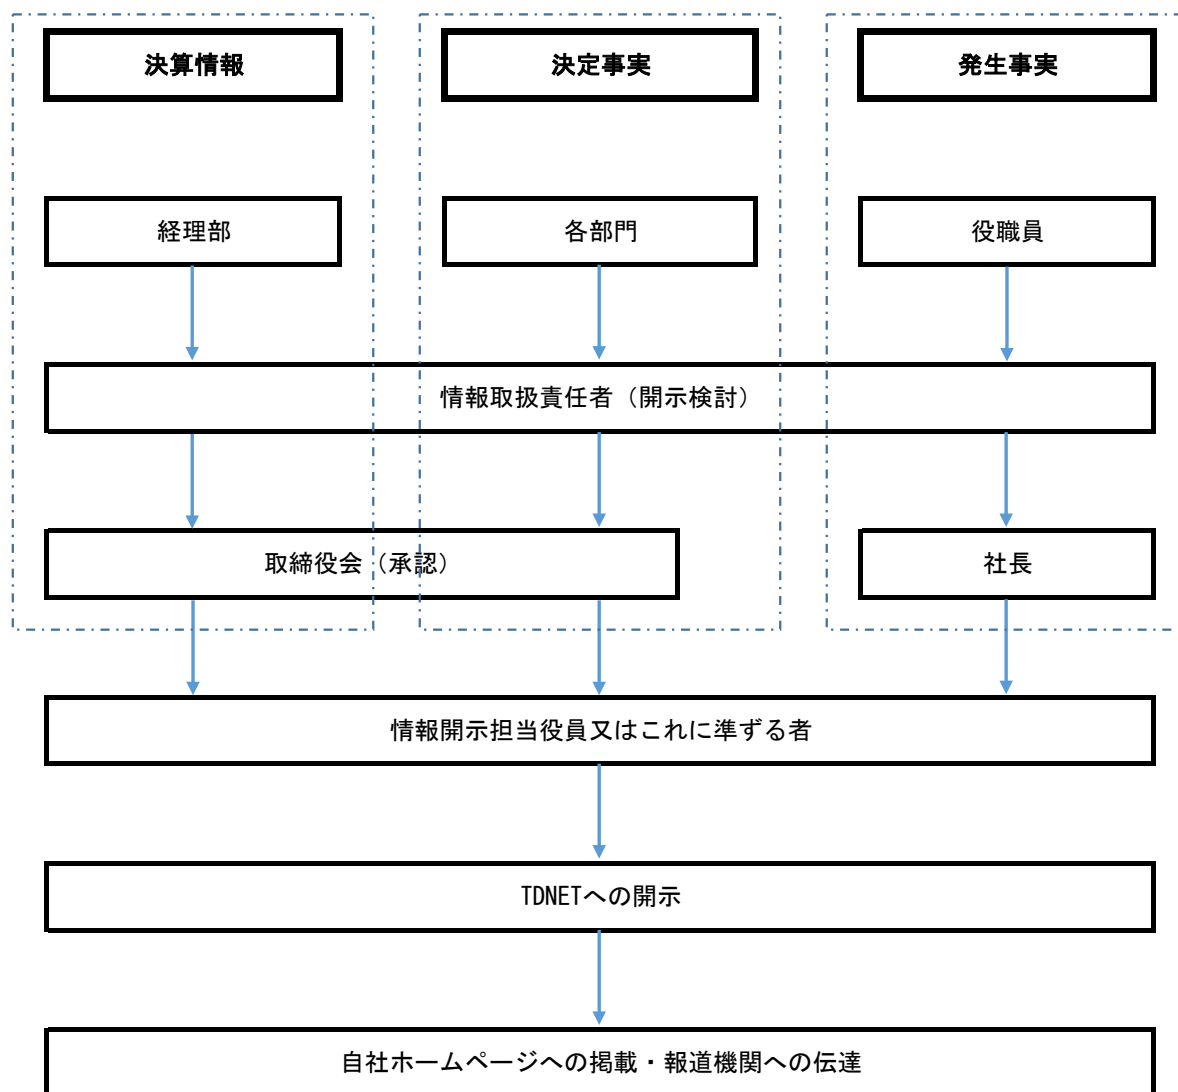 決算情報
決定事実
発生事実
経理部
各部門
役職員
情報取扱責任者（開示検討）
取締役会（承認）
社長
情報開示担当役員又はこれに準ずる者
TDNETへの開示
自社ホームページへの掲載・報道機関への伝達